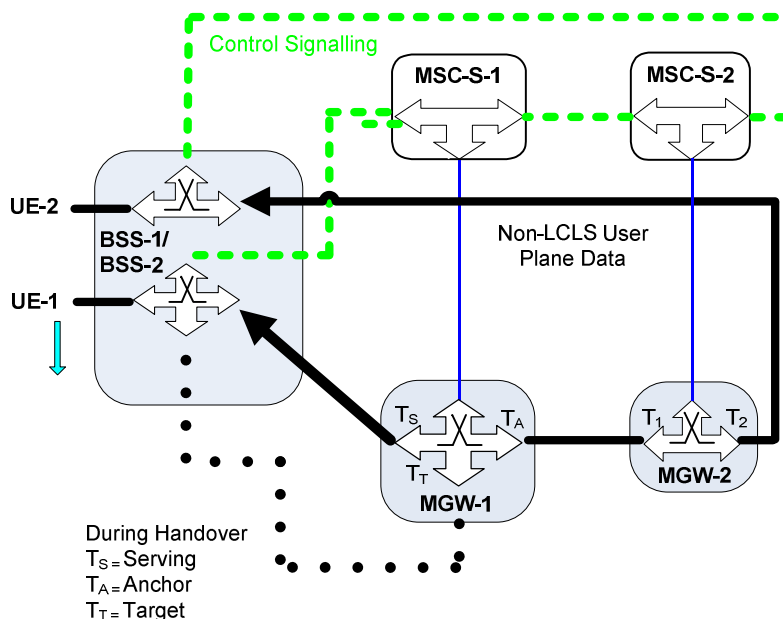 Control Signalling
MSC-S-1
MSC-S-2
UE-2
BSS-1/
BSS-2
Non-LCLS User
Plane Data
UE-1
TS
TA
TT
MGW-1
T1
T2
MGW-2
During Handover
TS = Serving
TA = Anchor
TT = Target